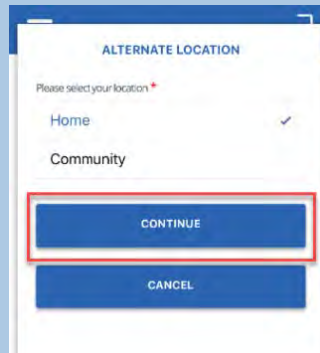 ALTERNATE LOCATION
Please select your location *
Home
Community
CONTINUE
CANCEL